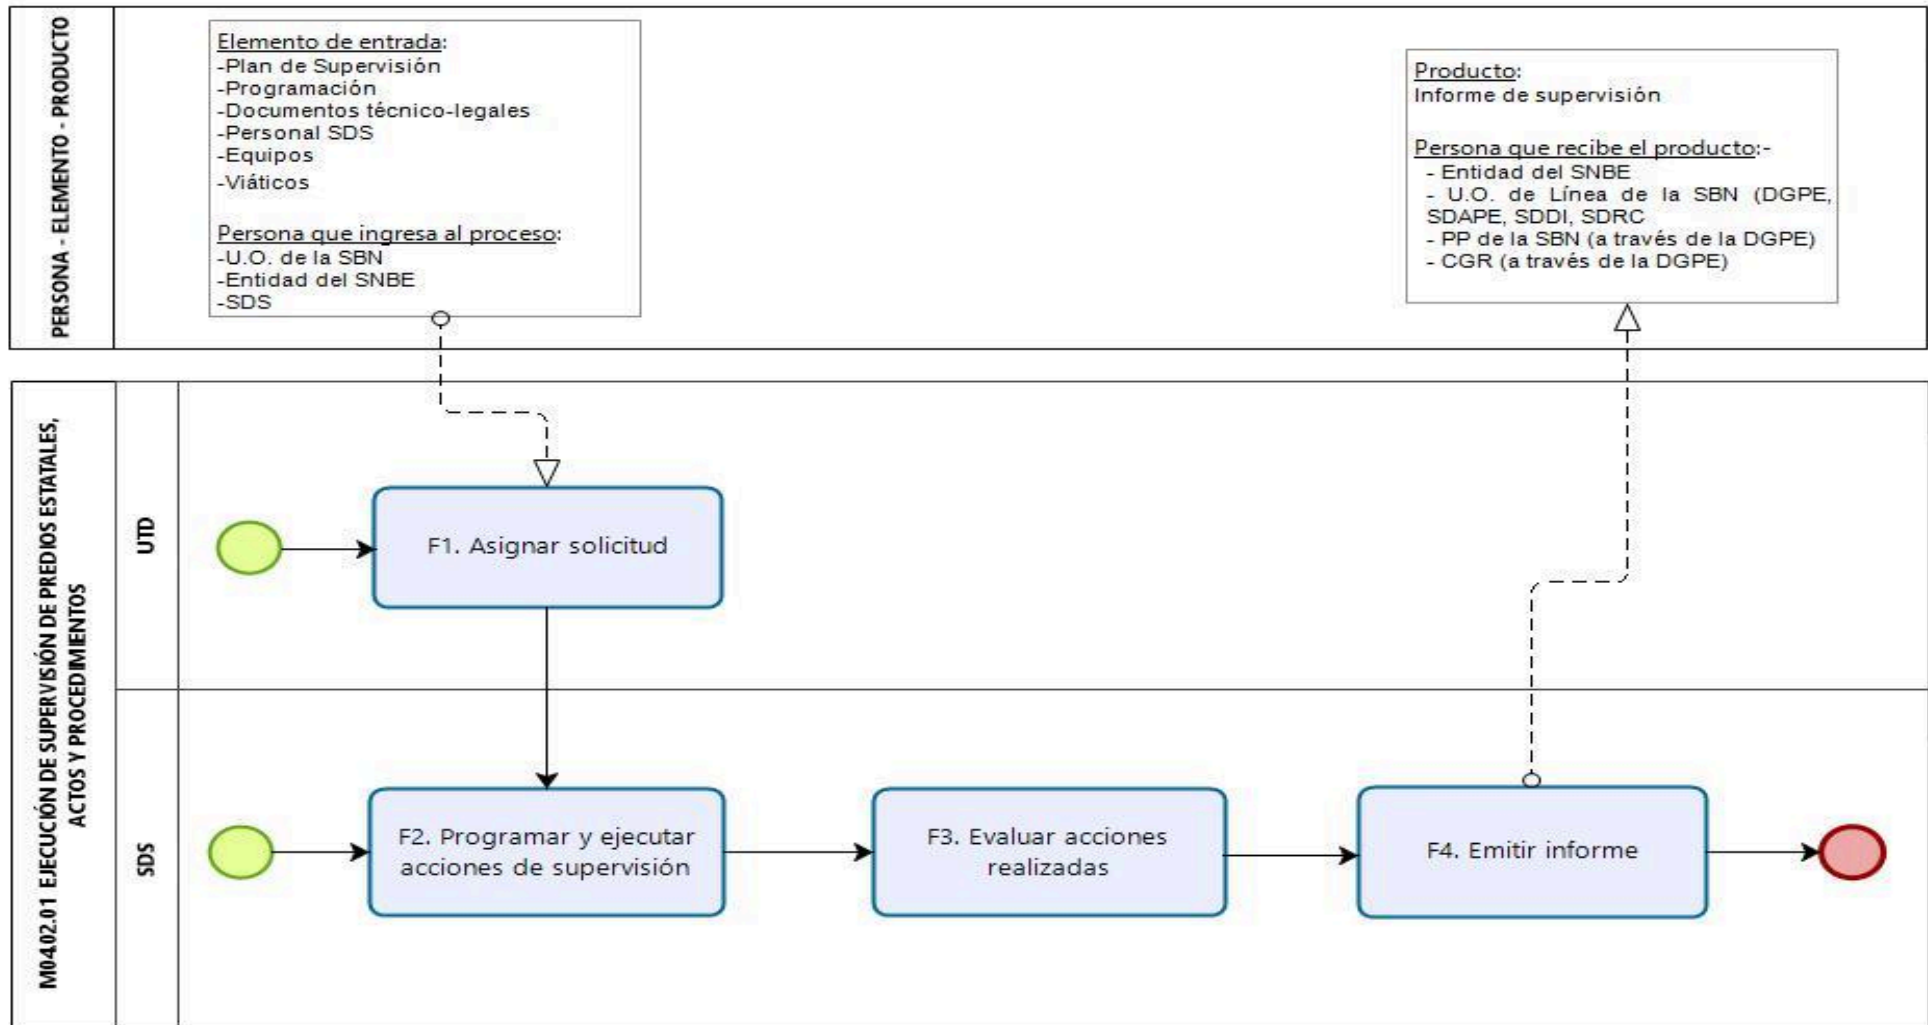 PERSONA - ELEMENTO - PRODUCTO
Elemento de entrada:
-Plan de Supervisión
-Programación
-Documentos técnico-legales
-Personal SDS
-Equipos
-Viáticos
Persona que ingresa al proceso:
-U.O. de la SBN
-Entidad del SNBE
-SDS
Producto:
Informe de supervisión
Persona que recibe el producto:-
- Entidad del SNBE
- U.O. de Línea de la SBN (DGPE,
SDAPE, SDDI, SDRC
- PP de la SBN (a través de la DGPE)
- CGR (a través de la DGPE)
M04.02.01 EJECUCIÓN DE SUPERVISIÓN DE PREDIOS ESTATALES,
ACTOS Y PROCEDIMIENTOS
UTD
F1. Asignar solicitud
SDS
F2. Programar y ejecutar
acciones de supervisión
F3. Evaluar acciones
realizadas
F4. Emitir informe